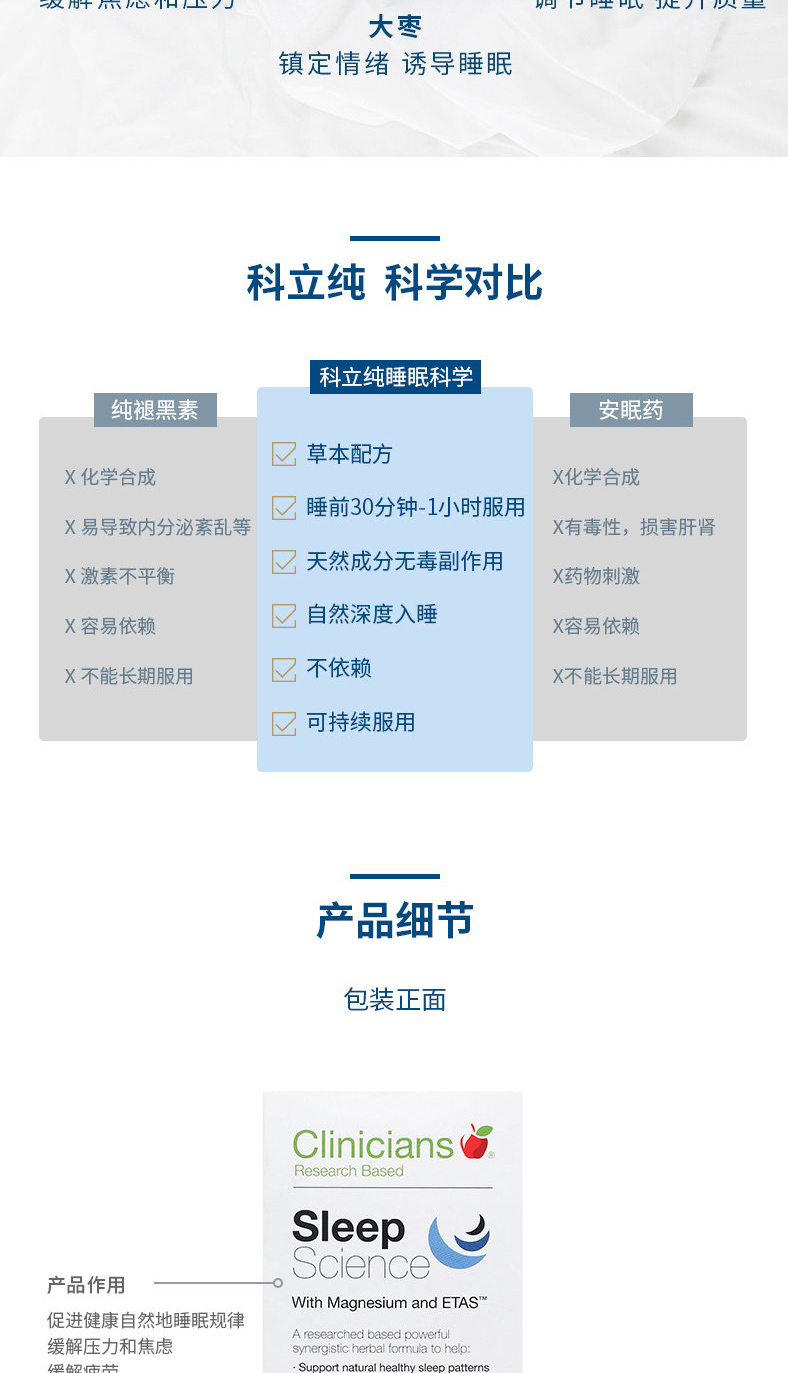 缓解焦虑和压力
调节睡眠 提升质量
大枣
镇定情绪 诱导睡眠
科立纯 科学对比
纯褪黑素
X 化学合成
X 易导致内分泌紊乱等
X 激素不平衡
X 容易依赖
X 不能长期服用
科立纯睡眠科学
草本配方
睡前30分钟-1小时服用
天然成分无毒副作用
自然深度入睡
不依赖
可持续服用
安眠药
X化学合成
X有毒性，损害肝肾
X药物刺激
X容易依赖
X不能长期服用
产品细节
包装正面
Clinicians®
Research Based
Sleep
Science
With Magnesium and ETAS™
A researched based powerful
synergistic herbal formula to help:
· Support natural healthy sleep patterns
产品作用
促进健康自然地睡眠规律
缓解压力和焦虑
缓解疲劳